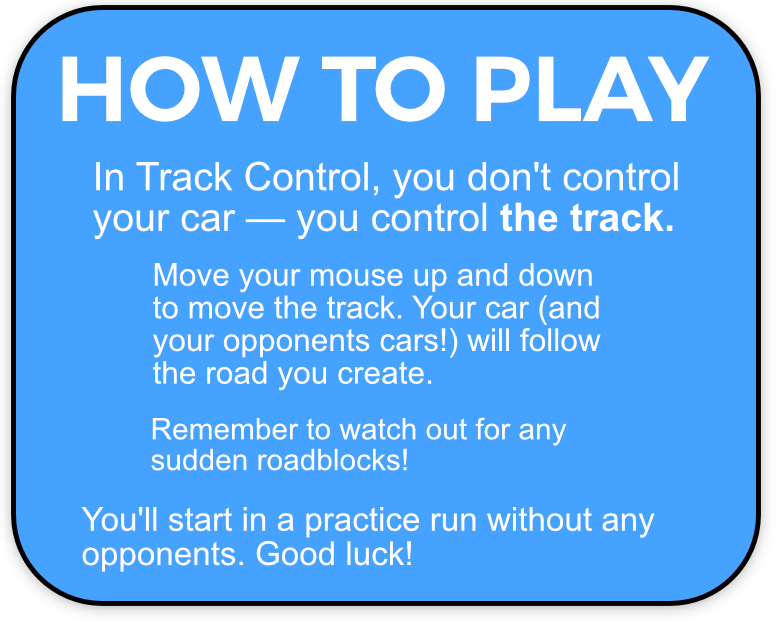 HOW TO PLAY
In Track Control, you don't control
your car — you control the track.
Move your mouse up and down
to move the track. Your car (and
your opponents cars!) will follow
the road you create.
Remember to watch out for any
sudden roadblocks!
You'll start in a practice run without any
opponents. Good luck!